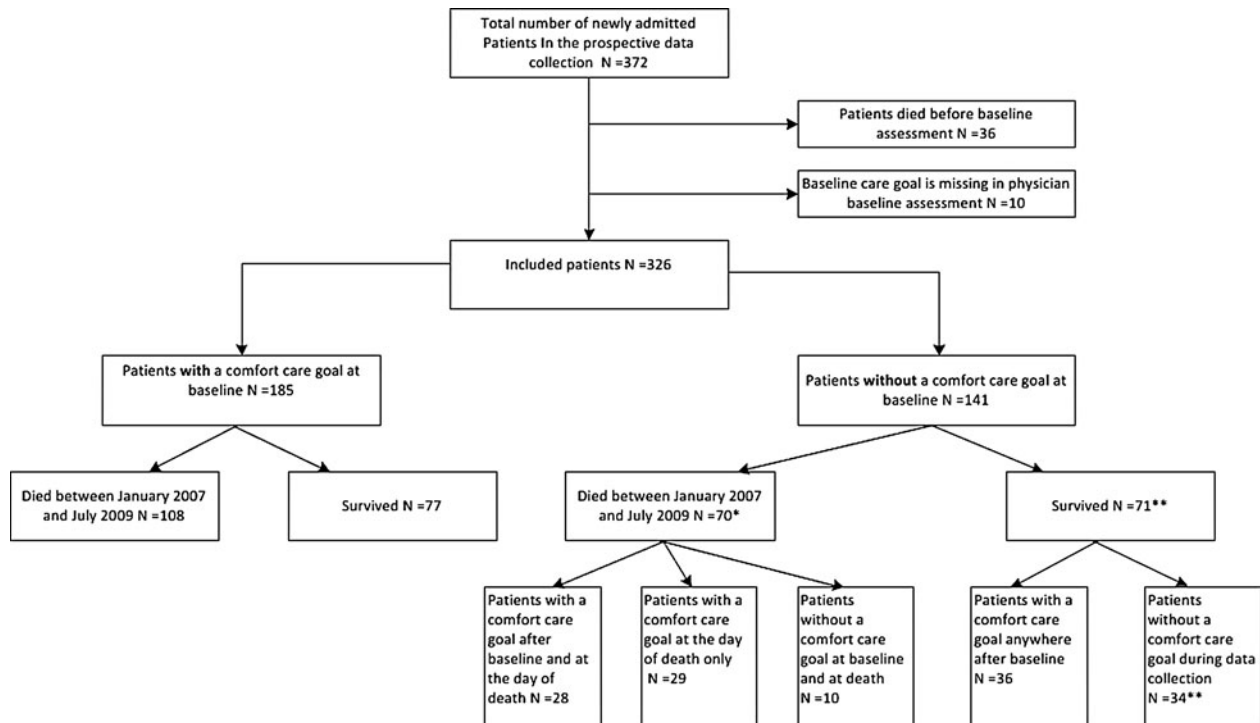 Total number of newly admitted
Patients In the prospective data
collection N =372
Patients died before baseline
assessment N =36
Baseline care goal is missing in physician
baseline assessment N =10
Included patients N =326
Patients with a comfort care goal at
baseline N =185
Patients without a comfort care goal at
baseline N =141
Died between January 2007
and July 2009 N =108
Survived N =77
Died between January 2007
and July 2009 N =70*
Survived N =71**
Patients with a
comfort care
goal after
baseline and at
the day of
death N =28
Patients with a
comfort care
goal at the day
of death only
N =29
Patients
without a
comfort care
goal at baseline
and at death
N =10
Patients with a
comfort care
goal anywhere
after baseline
N =36
Patients
without a
comfort care
goal during data
collection
N =34**